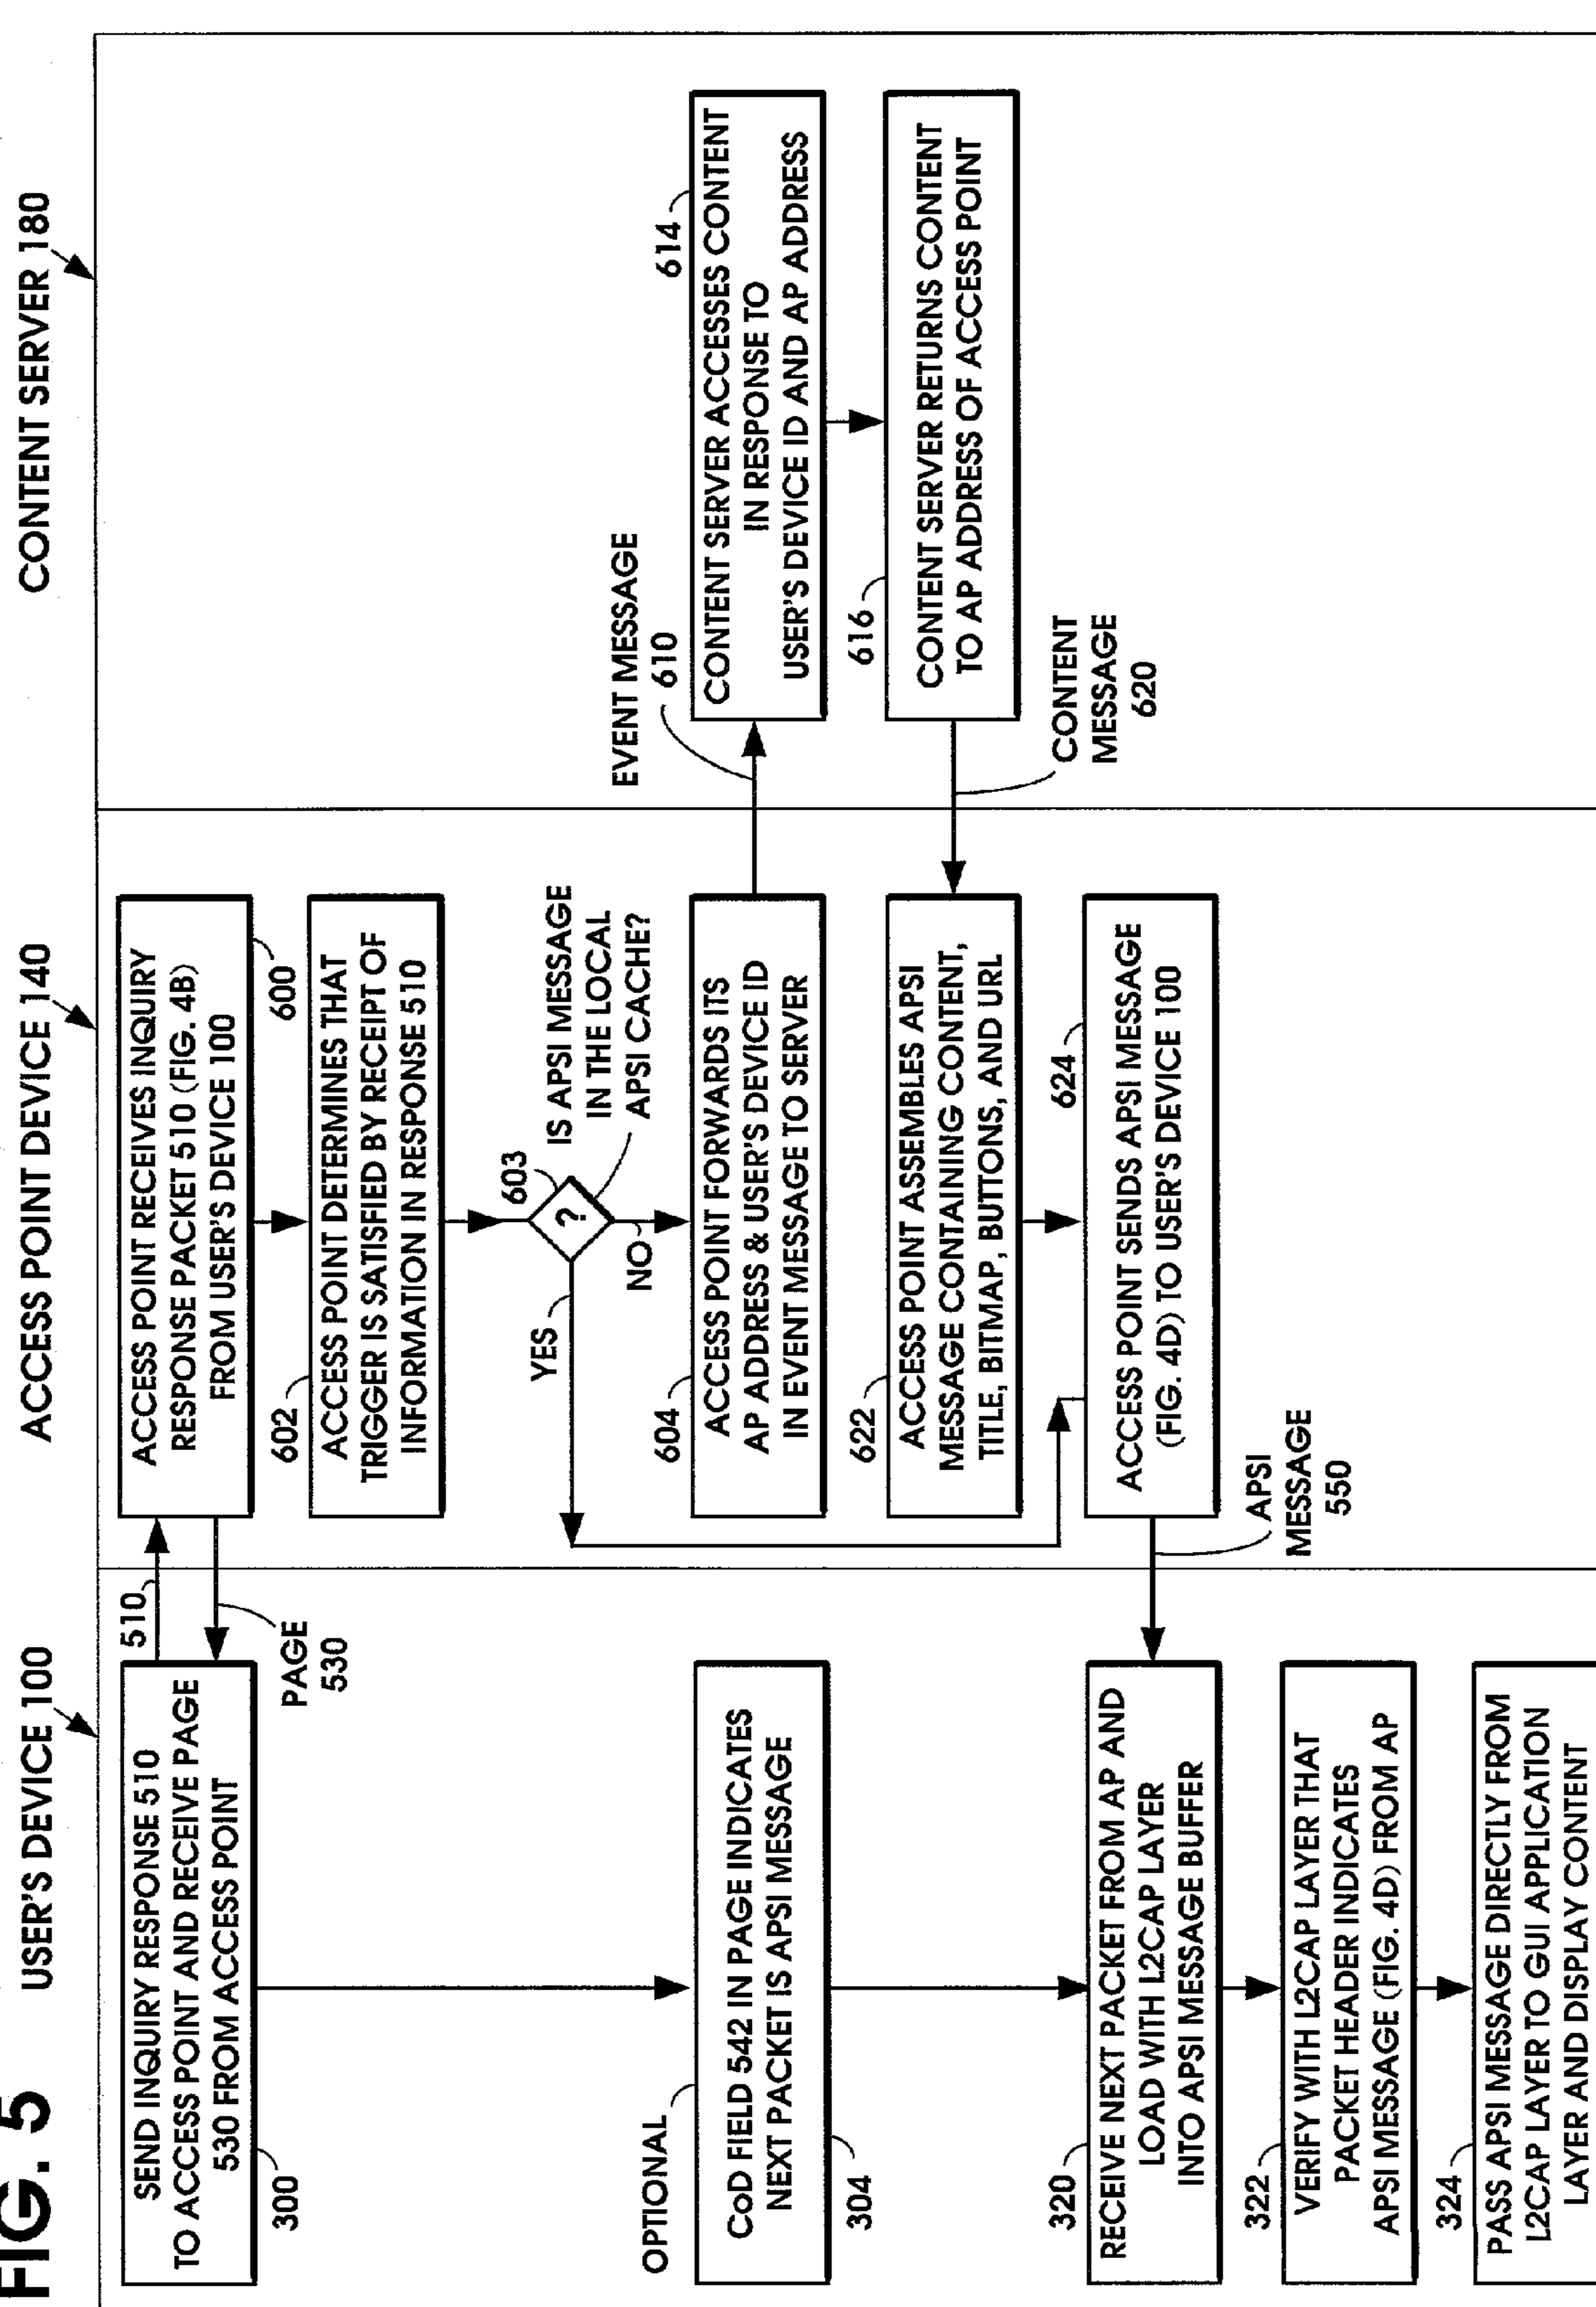 FIG. 5
USER'S DEVICE 100
ACCESS POINT DEVICE 140
CONTENT SERVER 180
SEND INQUIRY RESPONSE 510
TO ACCESS POINT AND RECEIVE PAGE
530 FROM ACCESS POINT
300
510
PAGE
530
OPTIONAL
CoD FIELD 542 IN PAGE INDICATES
NEXT PACKET IS APSI MESSAGE
304
320
RECEIVE NEXT PACKET FROM AP AND
LOAD WITH L2CAP LAYER
INTO APSI MESSAGE BUFFER
322
VERIFY WITH L2CAP LAYER THAT
PACKET HEADER INDICATES
APSI MESSAGE (FIG. 4D) FROM AP
324
PASS APSI MESSAGE DIRECTLY FROM
L2CAP LAYER TO GUI APPLICATION
LAYER AND DISPLAY CONTENT
ACCESS POINT RECEIVES INQUIRY
RESPONSE PACKET 510 (FIG. 4B)
FROM USER'S DEVICE 100
600
602
ACCESS POINT DETERMINES THAT
TRIGGER IS SATISFIED BY RECEIPT OF
INFORMATION IN RESPONSE 510
603
?
IS APSI MESSAGE
IN THE LOCAL
APSI CACHE?
YES
NO
604
ACCESS POINT FORWARDS ITS
AP ADDRESS & USER'S DEVICE ID
IN EVENT MESSAGE TO SERVER
622
ACCESS POINT ASSEMBLES APSI
MESSAGE CONTAINING CONTENT,
TITLE, BITMAP, BUTTONS, AND URL
624
ACCESS POINT SENDS APSI MESSAGE
(FIG. 4D) TO USER'S DEVICE 100
APSI
MESSAGE
550
EVENT MESSAGE
610
614
CONTENT SERVER ACCESSES CONTENT
IN RESPONSE TO
USER'S DEVICE ID AND AP ADDRESS
616
CONTENT SERVER RETURNS CONTENT
TO AP ADDRESS OF ACCESS POINT
CONTENT
MESSAGE
620